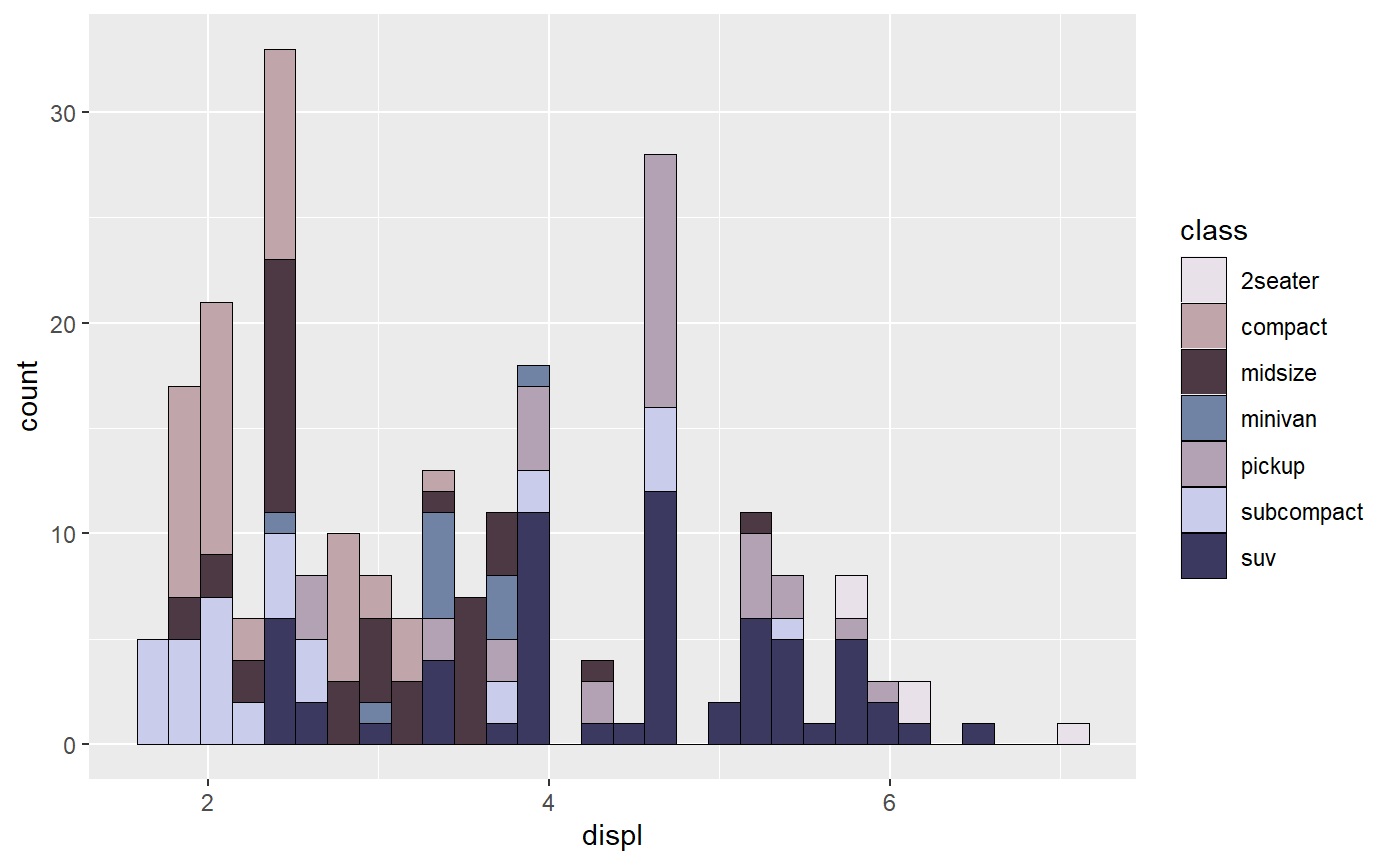 30
20
10
0
count
2
4
6
displ
class
2seater
compact
midsize
minivan
pickup
subcompact
suv